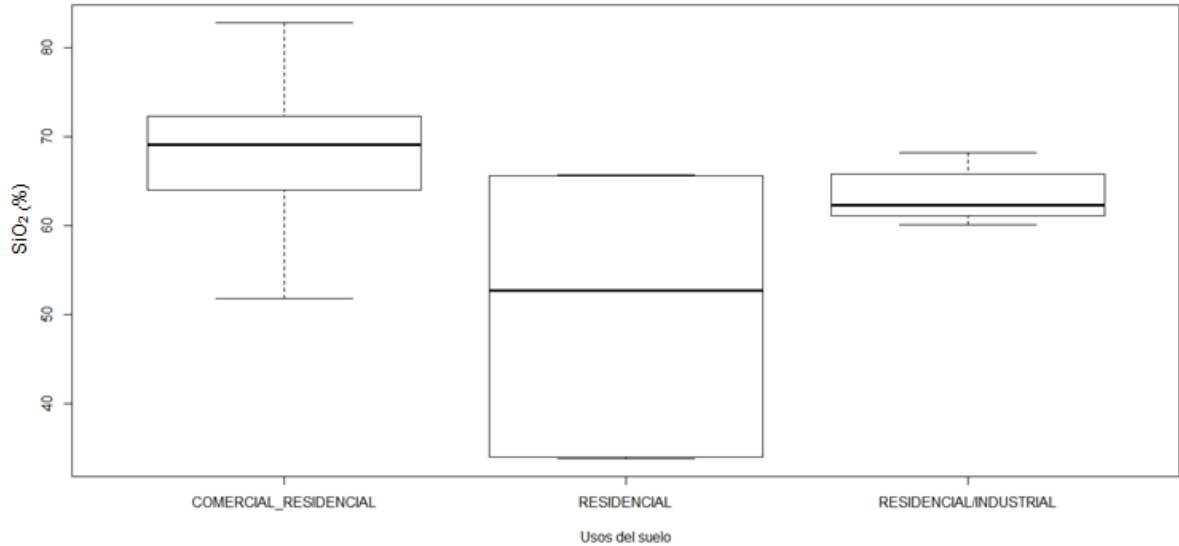 80
70
60
50
40
SiO₂ (%)
COMERCIAL_RESIDENCIAL RESIDENCIAL RESIDENCIAL/INDUSTRIAL
Usos del suelo